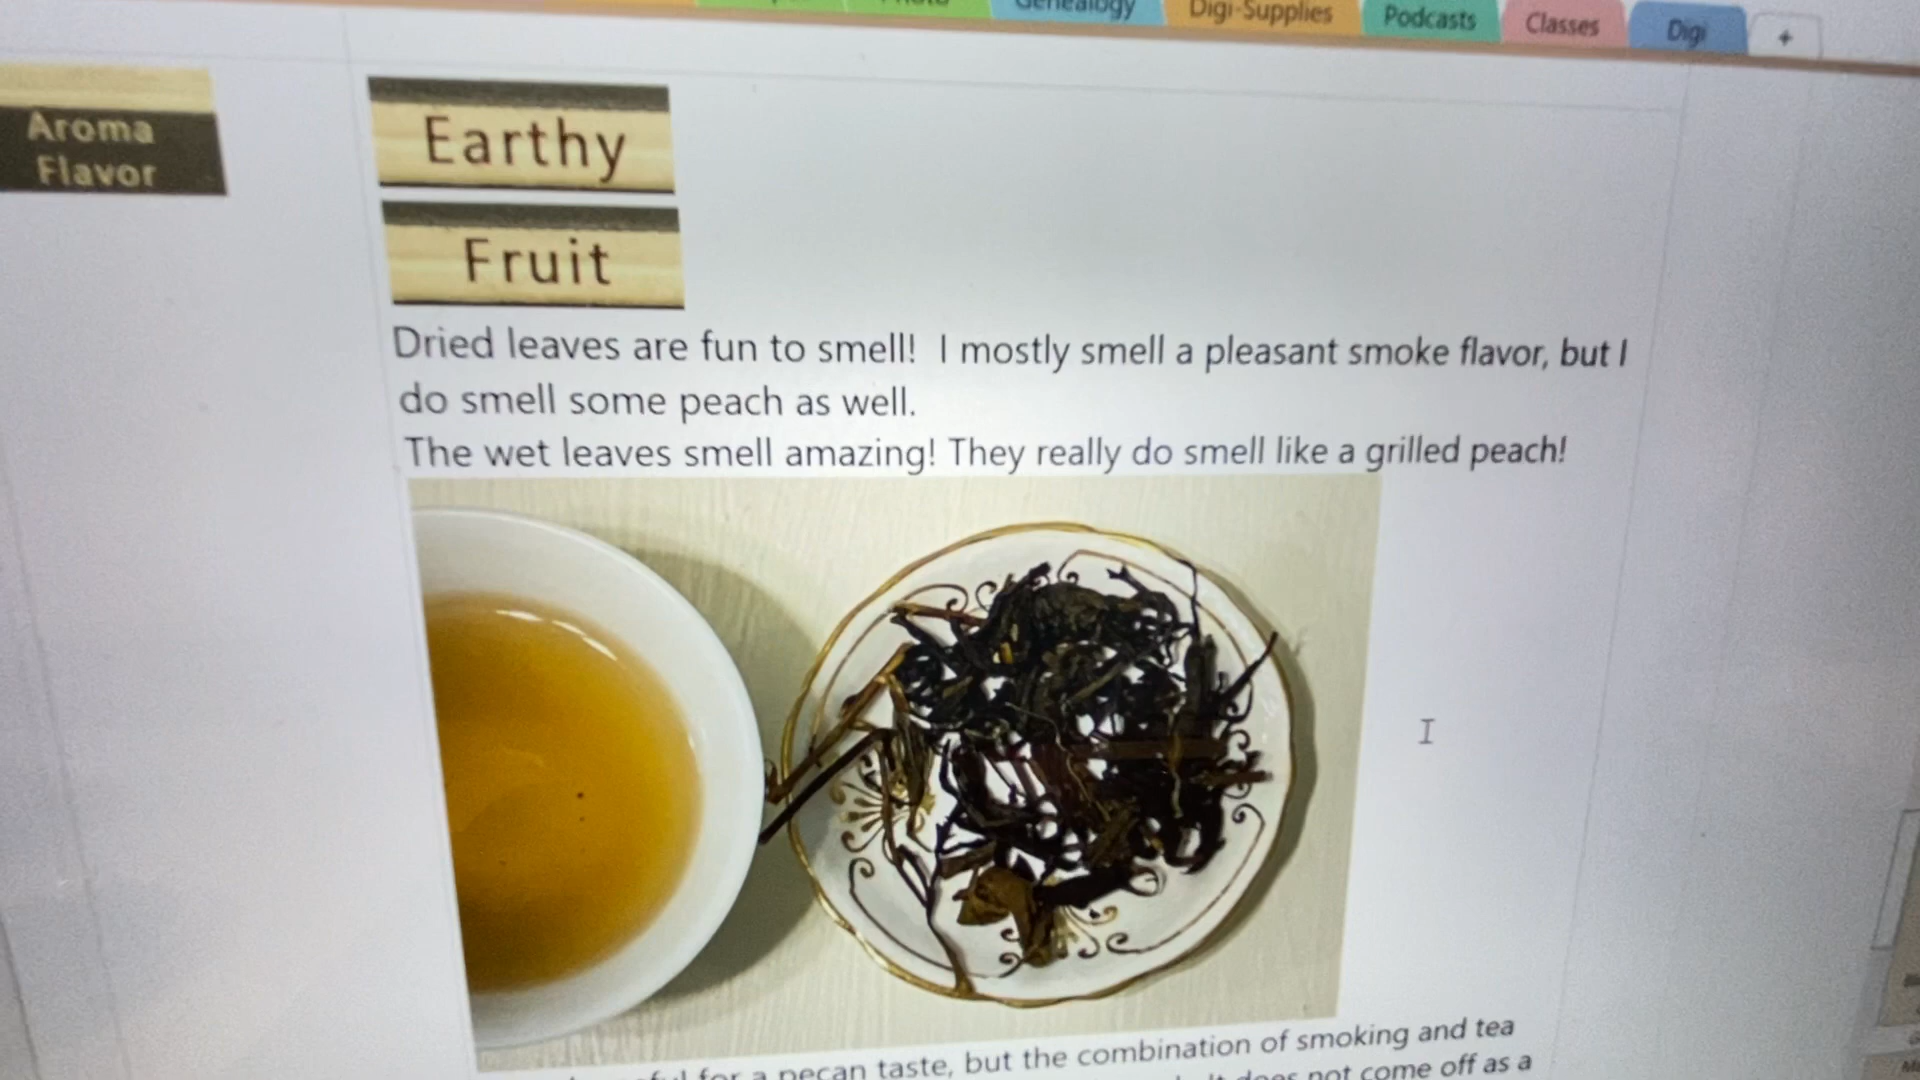 Genealogy
Digi-Supplies
Podcasts
Classes
Digi
+
Aroma
Flavor
Earthy
Fruit
Dried leaves are fun to smell!  I mostly smell a pleasant smoke flavor, but I
do smell some peach as well.
The wet leaves smell amazing! They really do smell like a grilled peach!
for a pecan taste, but the combination of smoking and tea
not come off as a